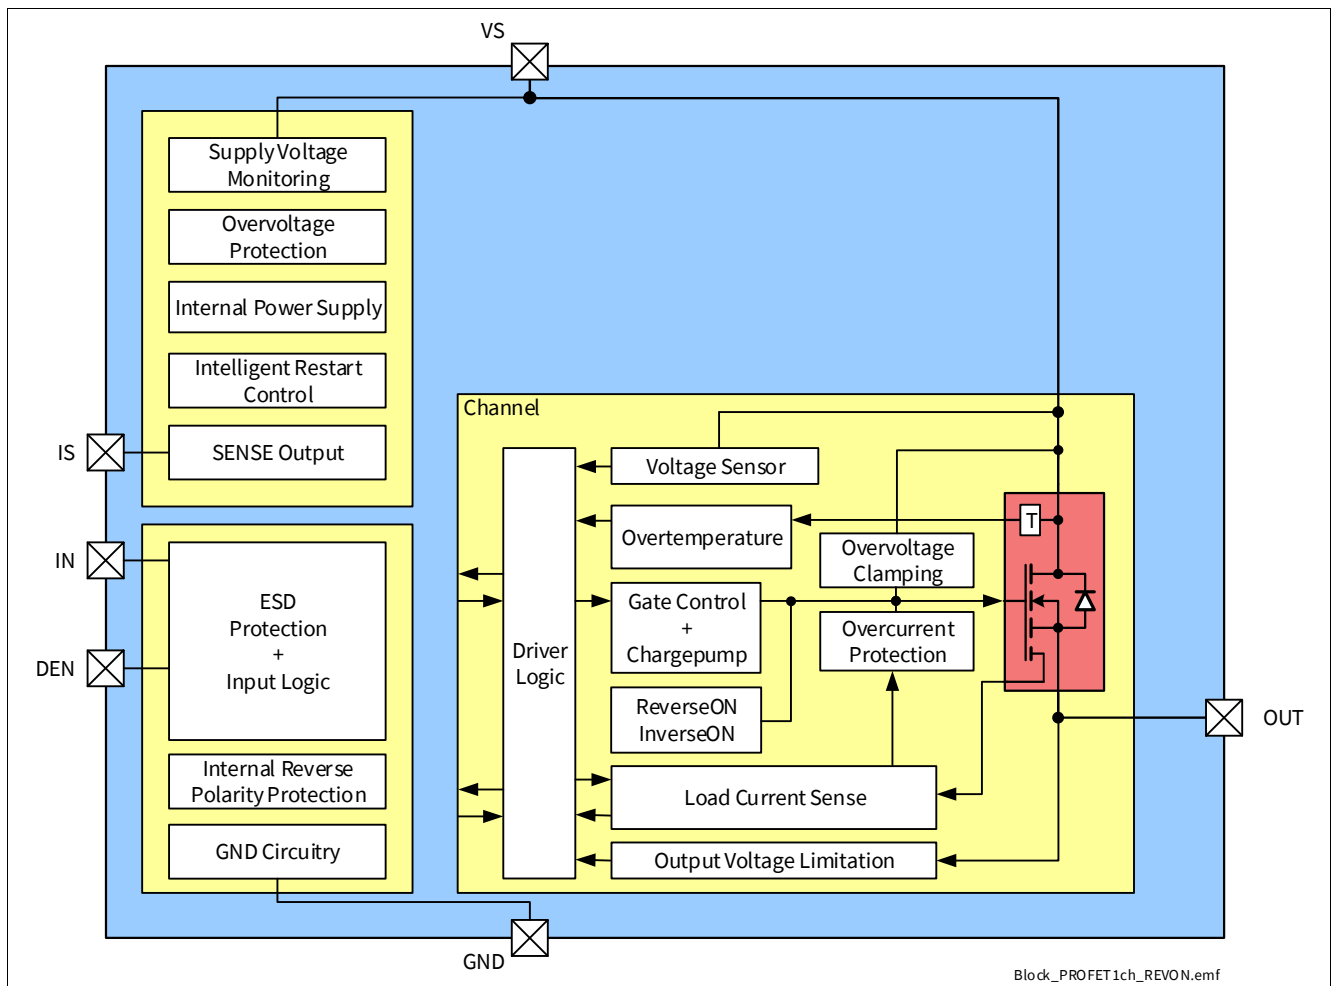 VS
Supply Voltage
Monitoring
Overvoltage
Protection
Internal Power Supply
Intelligent Restart
Control
SENSE Output
IS
IN
DEN
ESD
Protection
+
Input Logic
Internal Reverse
Polarity Protection
GND Circuitry
GND
Channel
Driver
Logic
Voltage Sensor
Overtemperature
T
Overvoltage
Clamping
Gate Control
+
Chargepump
Overcurrent
Protection
ReverseON
InverseON
Load Current Sense
Output Voltage Limitation
OUT
Block_PROFET1ch_REVON.emf